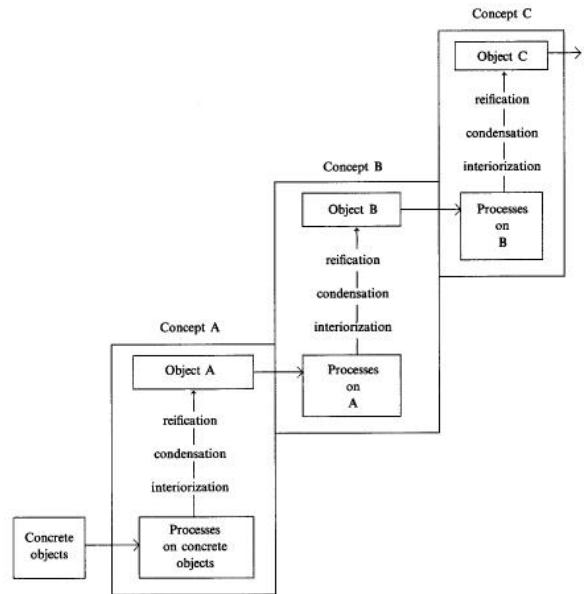 Concept C
Object C
reification
condensation
interiorization
Processes
on
B
Concept B
Object B
reification
condensation
interiorization
Processes
on
A
Concept A
Object A
reification
condensation
interiorization
Processes
on concrete
objects
Concrete
objects